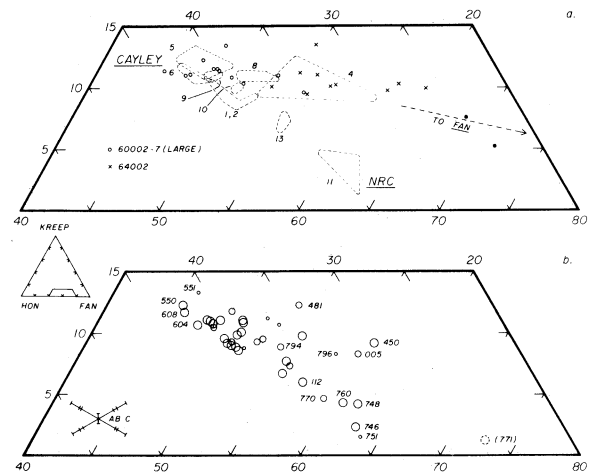 15 40 30 20 a.
5
CAYLEY
6
8
4
10
9
10
1,2
TO FAN
13
o 60002-7 (LARGE)
x 64002
5
11
NRC
40 50 60 70 80
KREEP
HON FAN
15 40 30 20 b.
551
550
608
604
481
10
794
796
005
450
112
5
770
760
748
746
751
(771)
A B C
40 50 60 70 80